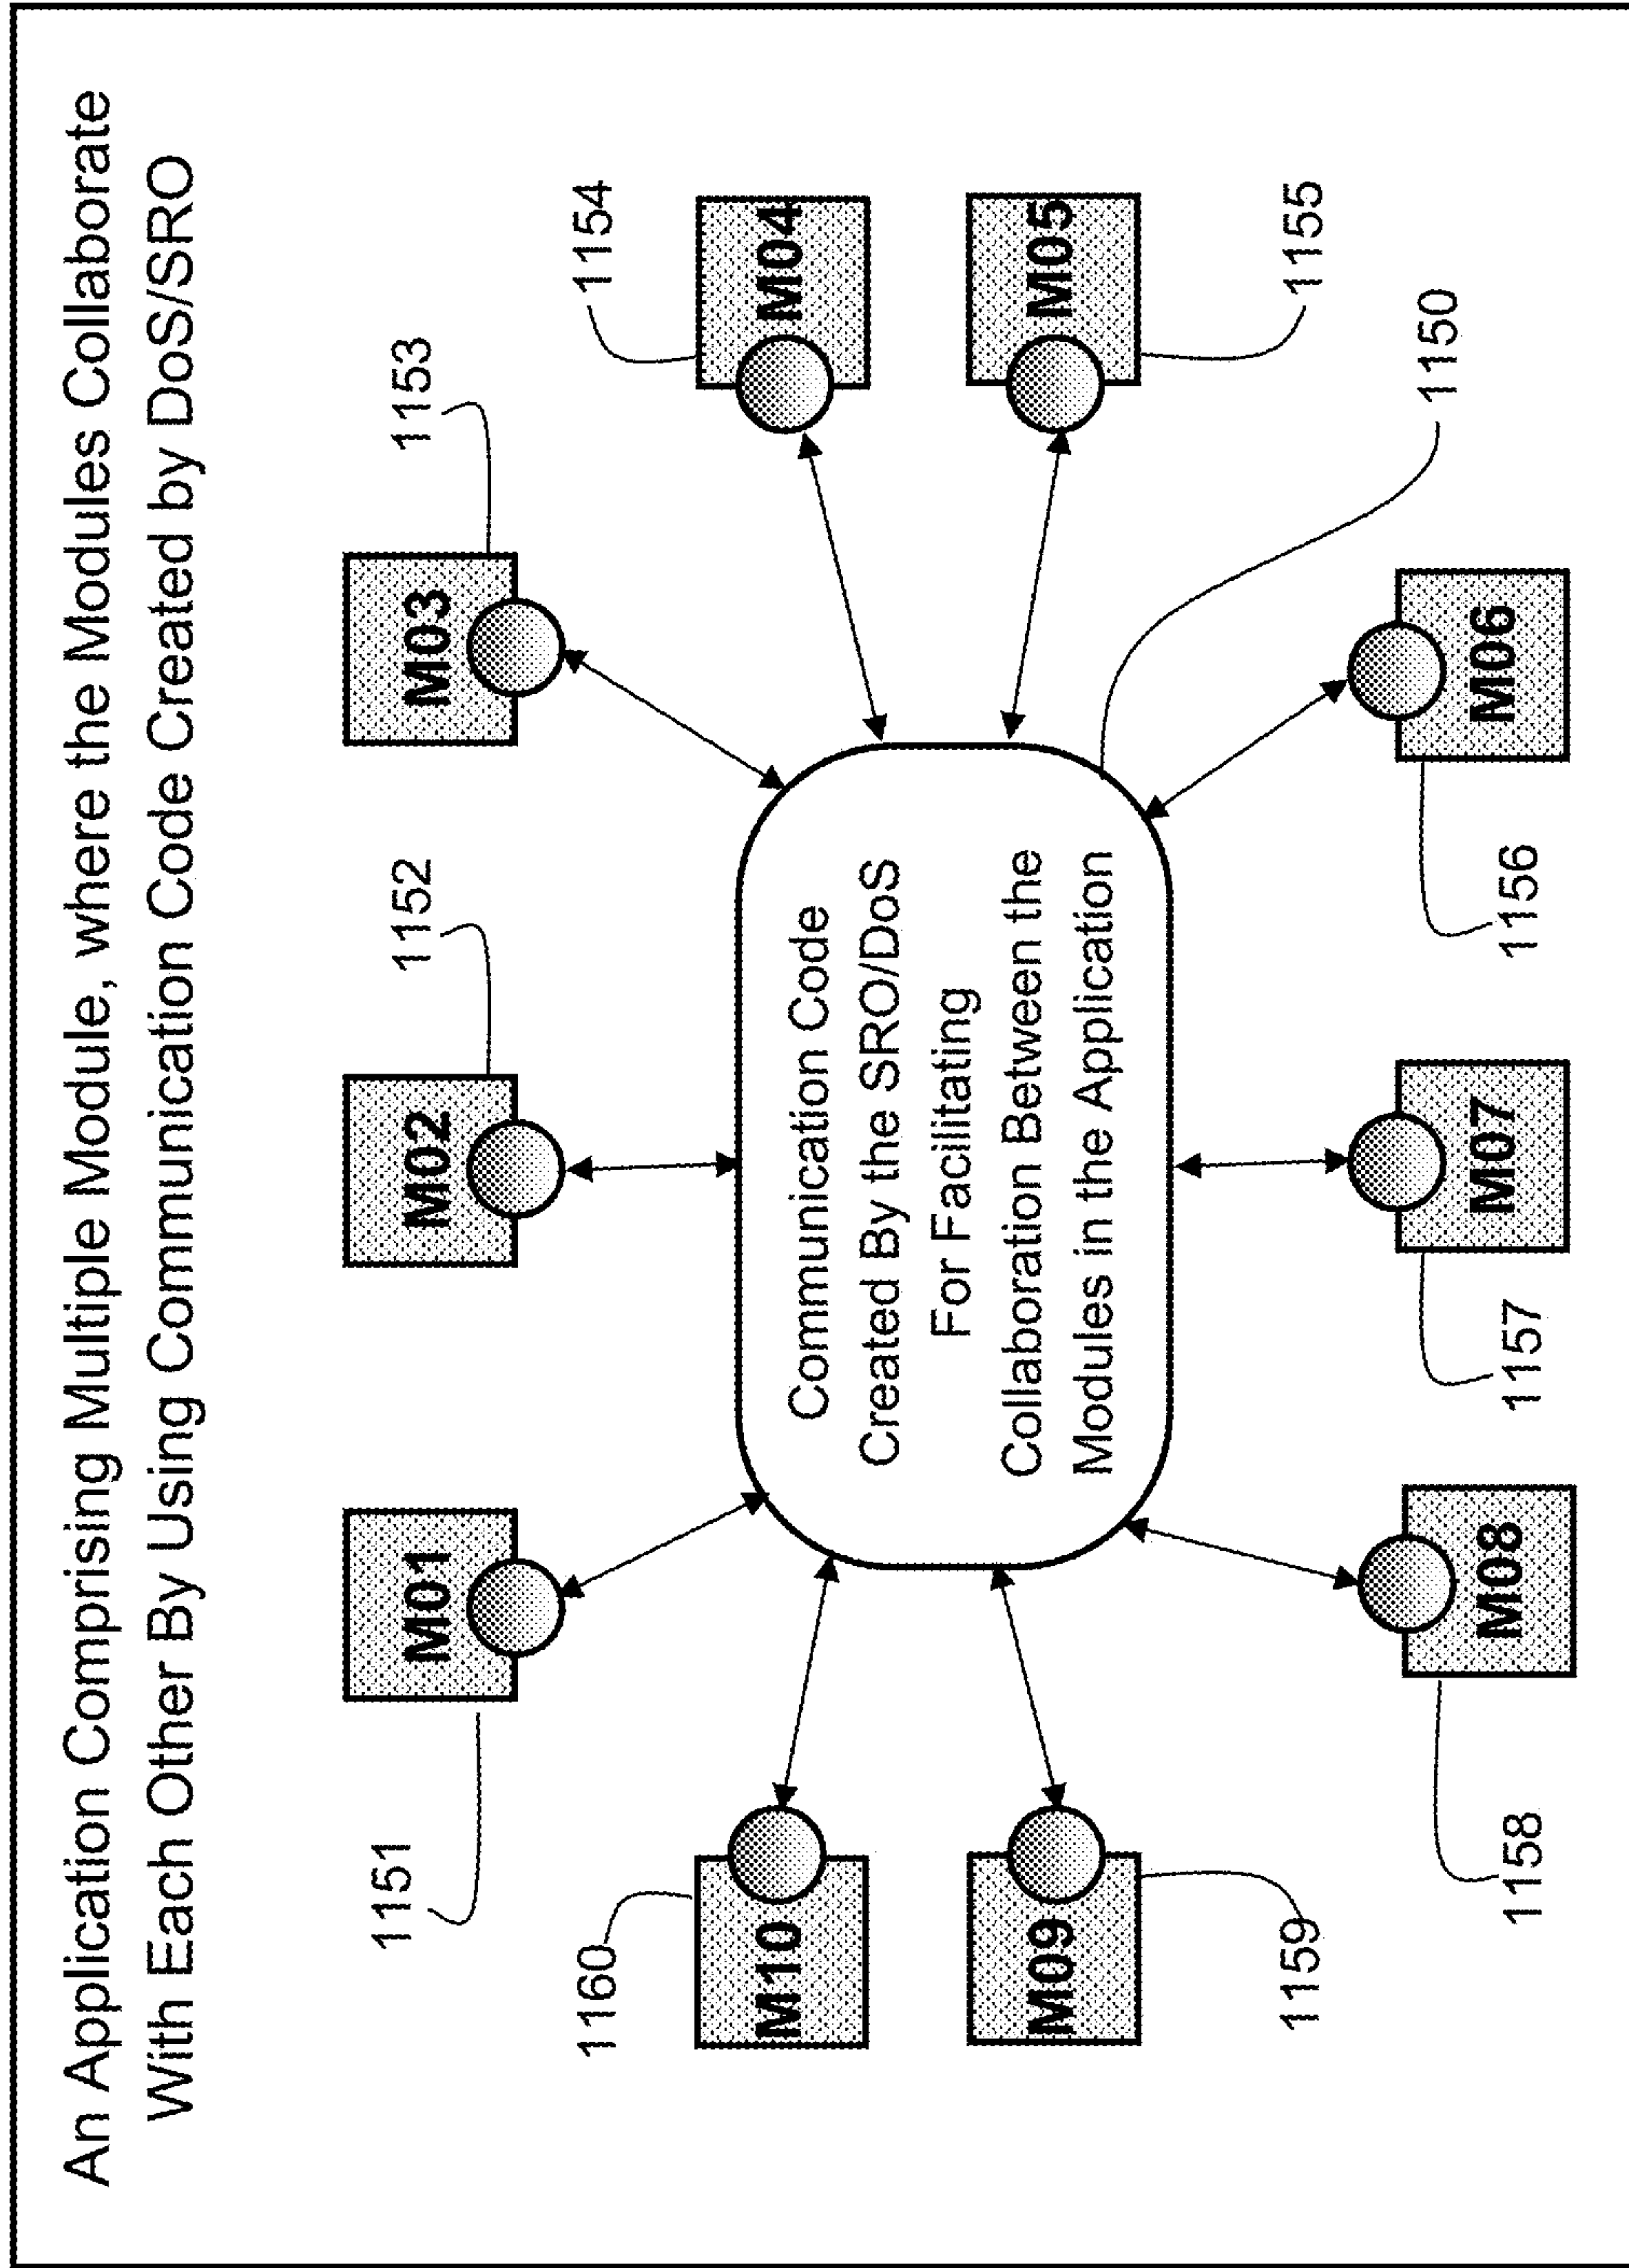 An Application Comprising Multiple Module, where the Modules Collaborate
With Each Other By Using Communication Code Created by DoS/SRO
1151
1152
1153
M01
M02
M03
1160
1154
M10
M04
Communication Code
Created By the SRO/DoS
For Facilitating
Collaboration Between the
Modules in the Application
M09
M05
1159
1155
1150
M08
M07
M06
1158
1157
1156